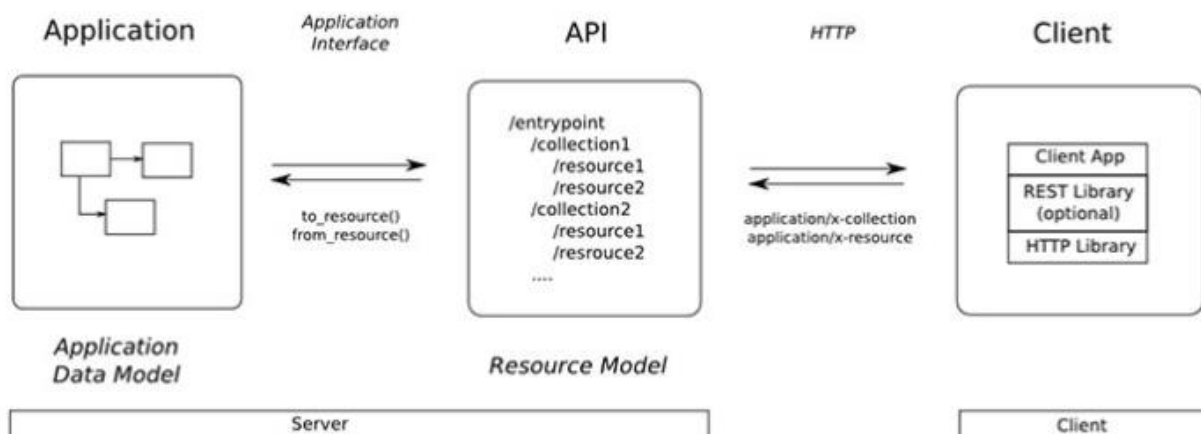 Application
Application
Interface
API
HTTP
Client
/entrypoint
/collection1
/resource1
/resource2
/collection2
/resource1
/resrouce2
....
to_resource()
from_resource()
application/x-collection
application/x-resource
Client App
REST Library
(optional)
HTTP Library
Application
Data Model
Resource Model
Server
Client